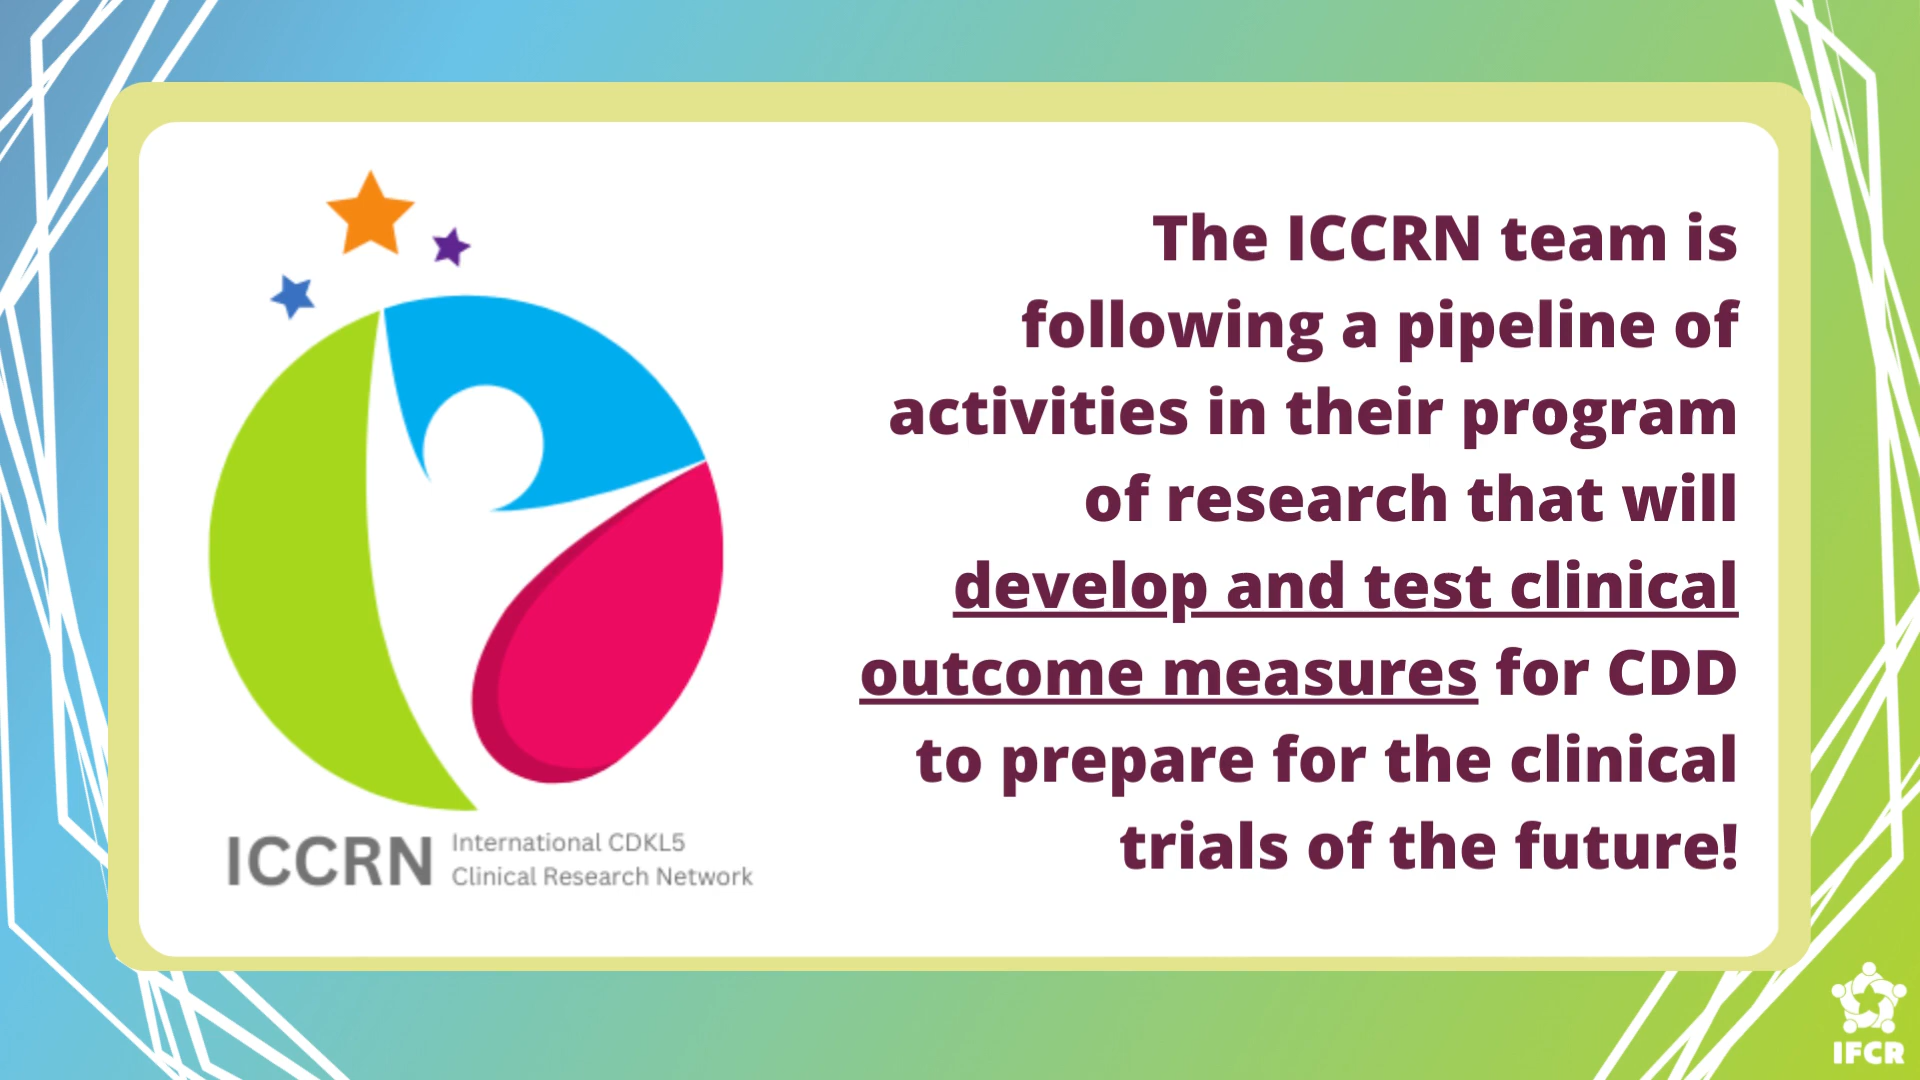 The ICCRN team is
following a pipeline of
activities in their program
of research that will
develop and test clinical
outcome measures for CDD
to prepare for the clinical
trials of the future!
ICCRN
International CDKL5
Clinical Research Network
IFCR